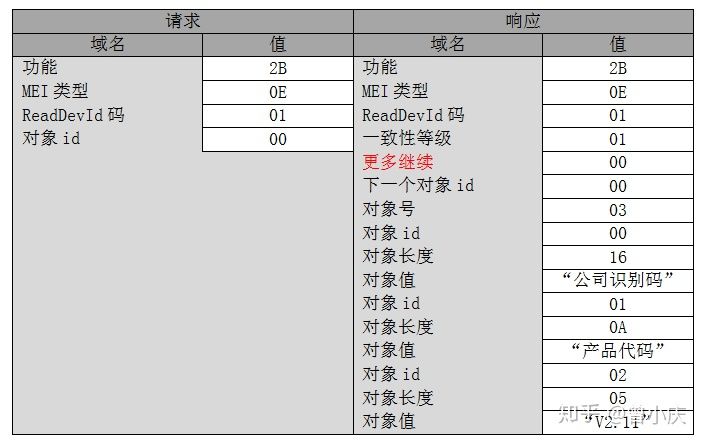 请求 响应
域名 值 域名 值
功能 2B 功能 2B
MEI 类型 0E MEI 类型 0E
ReadDevId 码 01 ReadDevId 码 01
对象 id 00 一致性等级 01
更多继续 00
下一个对象 id 00
对象号 03
对象 id 00
对象长度 16
对象值 “公司识别码”
对象 id 01
对象长度 0A
对象值 “产品代码”
对象 id 02
对象长度 05
对象值 “V2.11”
知乎 @曾小庆